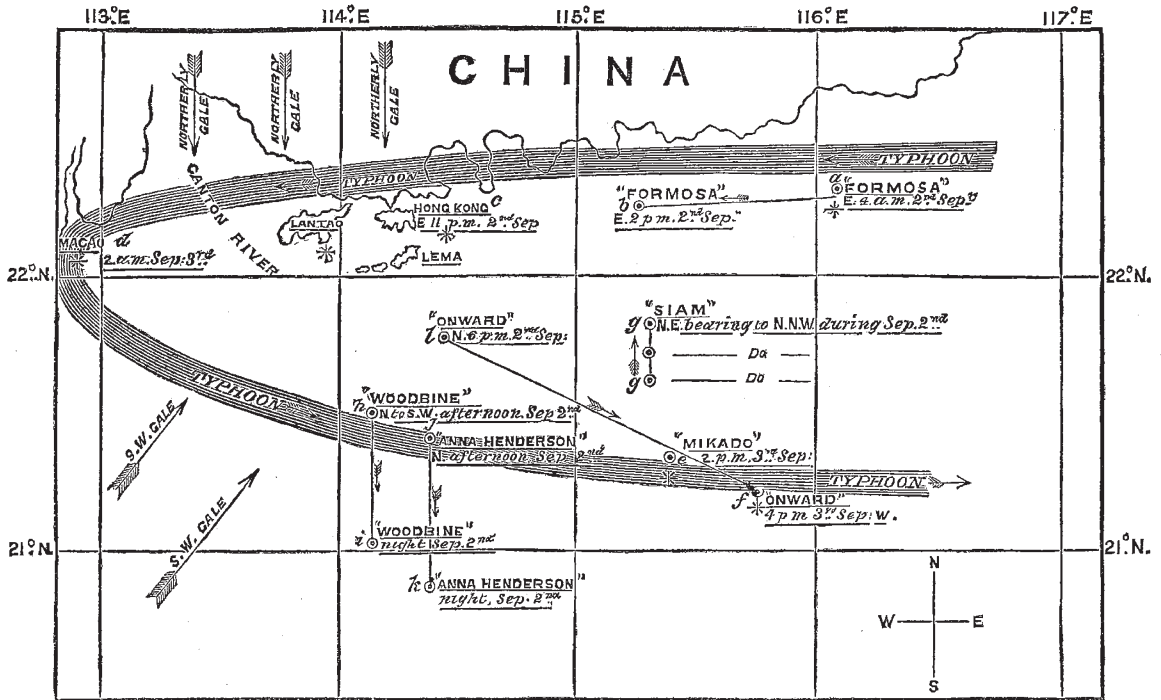 113°E 114°E 115°E 116°E 117°E
CHINA
NORTHERLY GALE
NORTHERLY GALE
NORTHERLY GALE
TYPHOON
TYPHOON
CANTON RIVER
a "FORMOSA"
E. 4. a.m. 2nd Sep.
"FORMOSA"
b
E. 2 p m. 2nd Sep.
HONG KONG c
E 11. p.m. 2nd Sep
LANTAO
LEMA
MACAO d
2 a.m. Sep: 3rd
22°N. 22°N.
"SIAM"
g N.E. bearing to N.N.W. during Sep. 2nd
Do
g Do
"ONWARD"
l N. 6 p.m. 2nd Sep:
TYPHOON
h "WOODBINE"
N. to S.W. afternoon Sep 2nd
j
"ANNA HENDERSON"
N. afternoon Sep 2nd
"MIKADO"
e 2. p.m. 3rd Sep:
TYPHOON
f "ONWARD"
4 p m 3rd Sep: W.
S.W. GALE
S.W. GALE
"WOODBINE"
i night Sep. 2nd
21°N. 21°N.
k "ANNA HENDERSON"
night, Sep. 2nd
N
W E
S